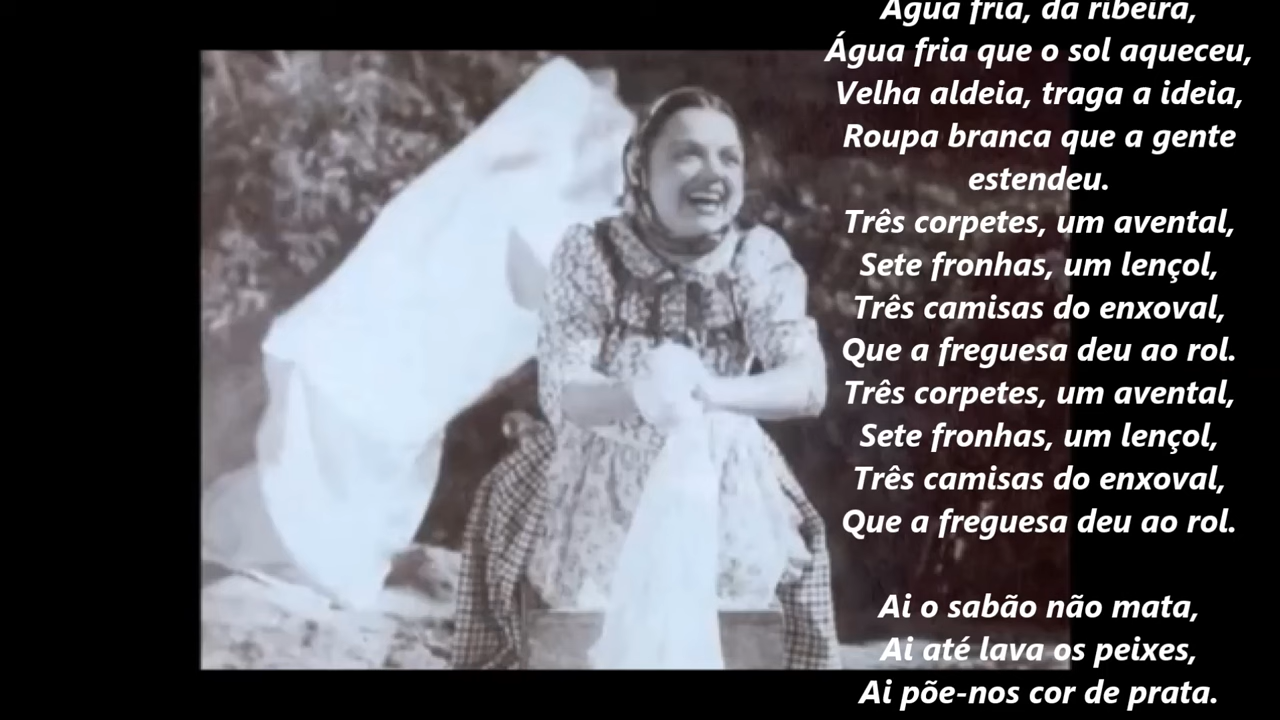 Água fria, da ribeira,
Água fria que o sol aqueceu,
Velha aldeia, traga a ideia,
Roupa branca que a gente
estendeu.
Três corpetes, um avental,
Sete fronhas, um lençol,
Três camisas do enxoval,
Que a freguesa deu ao rol.
Três corpetes, um avental,
Sete fronhas, um lençol,
Três camisas do enxoval,
Que a freguesa deu ao rol.
Ai o sabão não mata,
Ai até lava os peixes,
Ai põe-nos cor de prata.